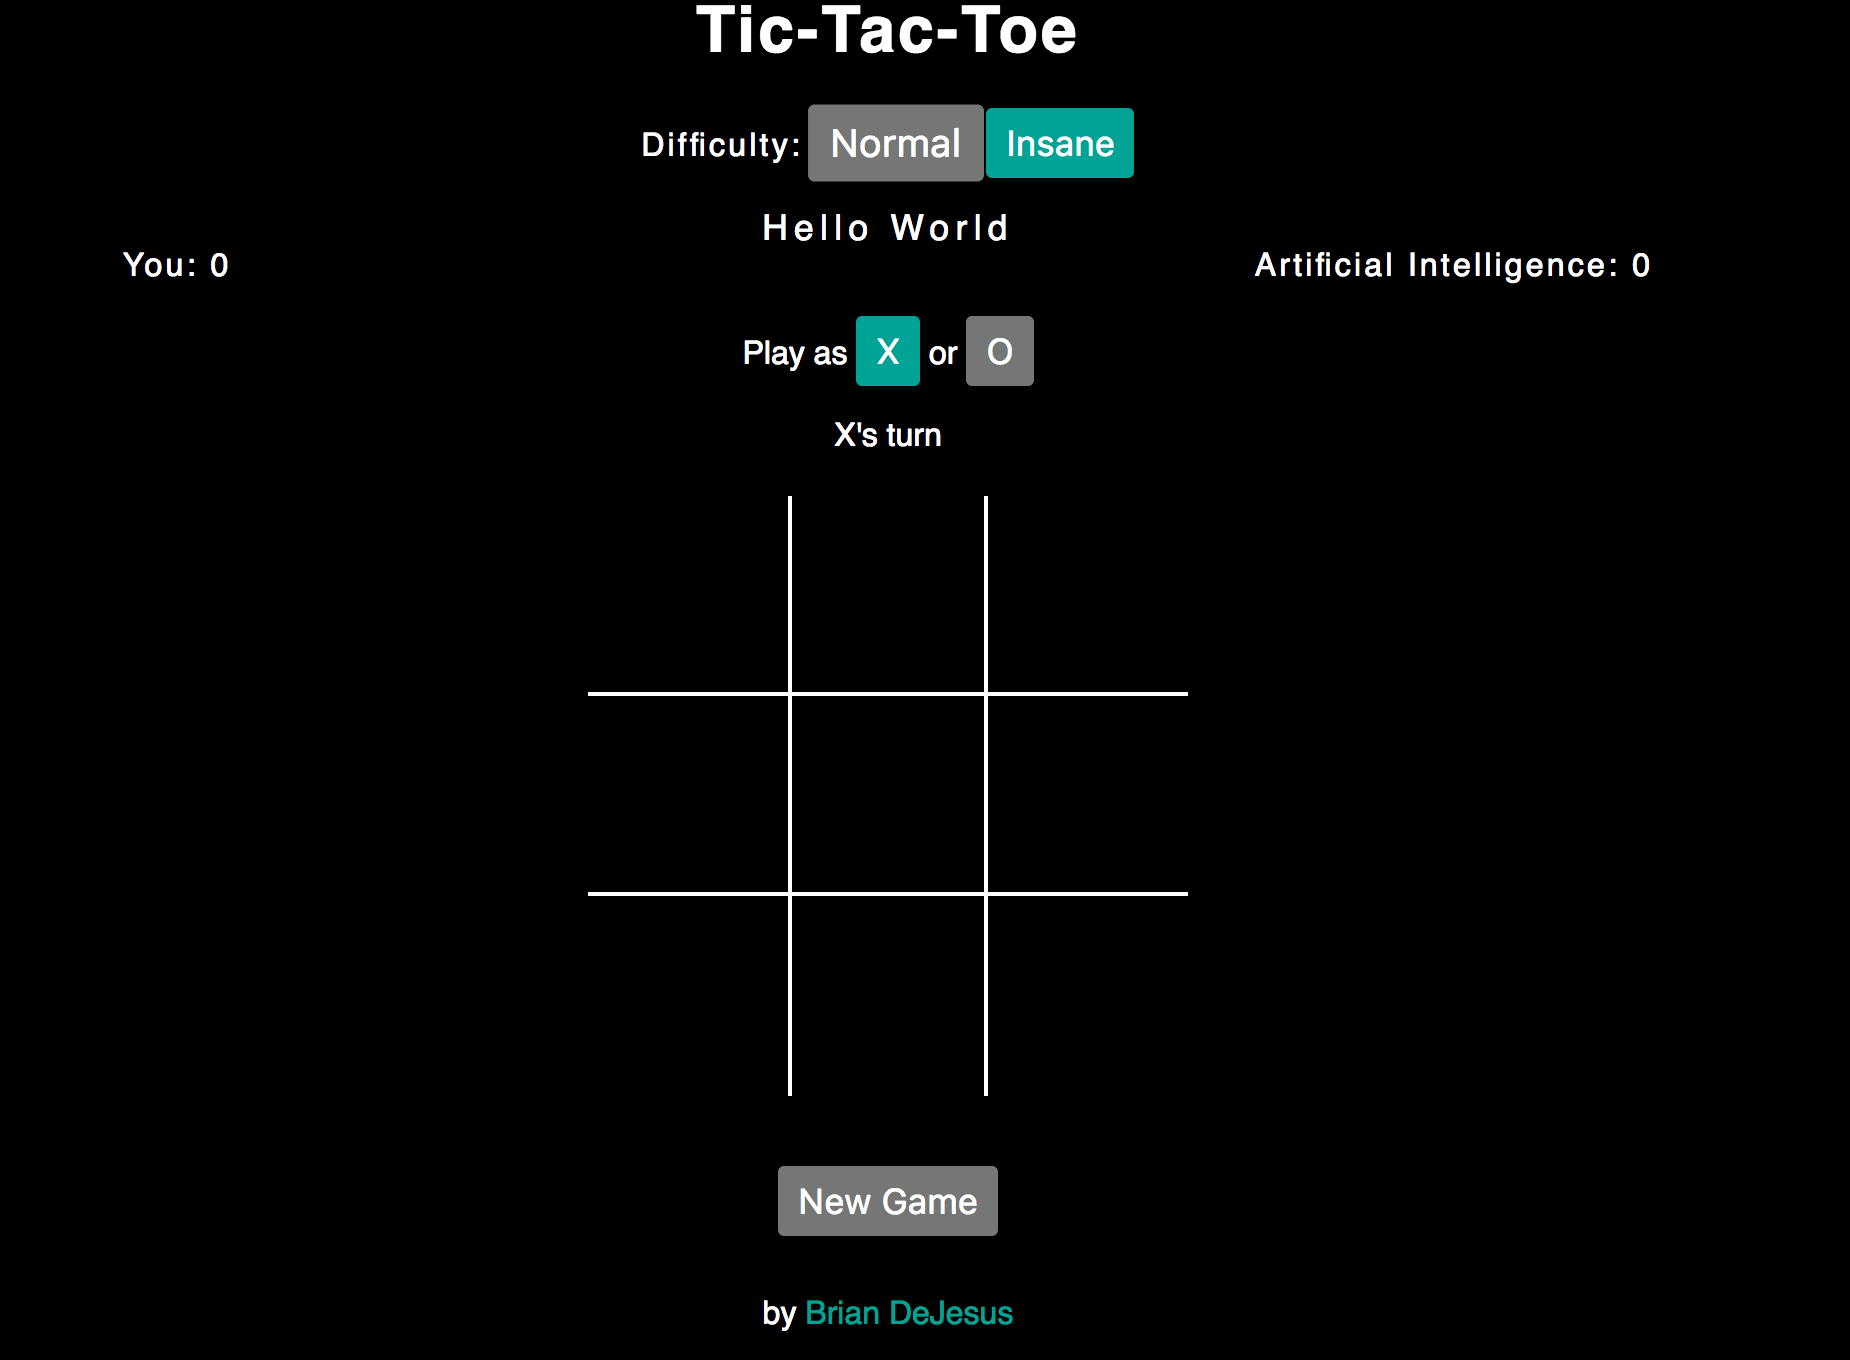 Tic-Tac-Toe
Difficulty: Normal Insane
Hello World
You: 0
Artificial Intelligence: 0
Play as X or O
X's turn
New Game
by Brian DeJesus